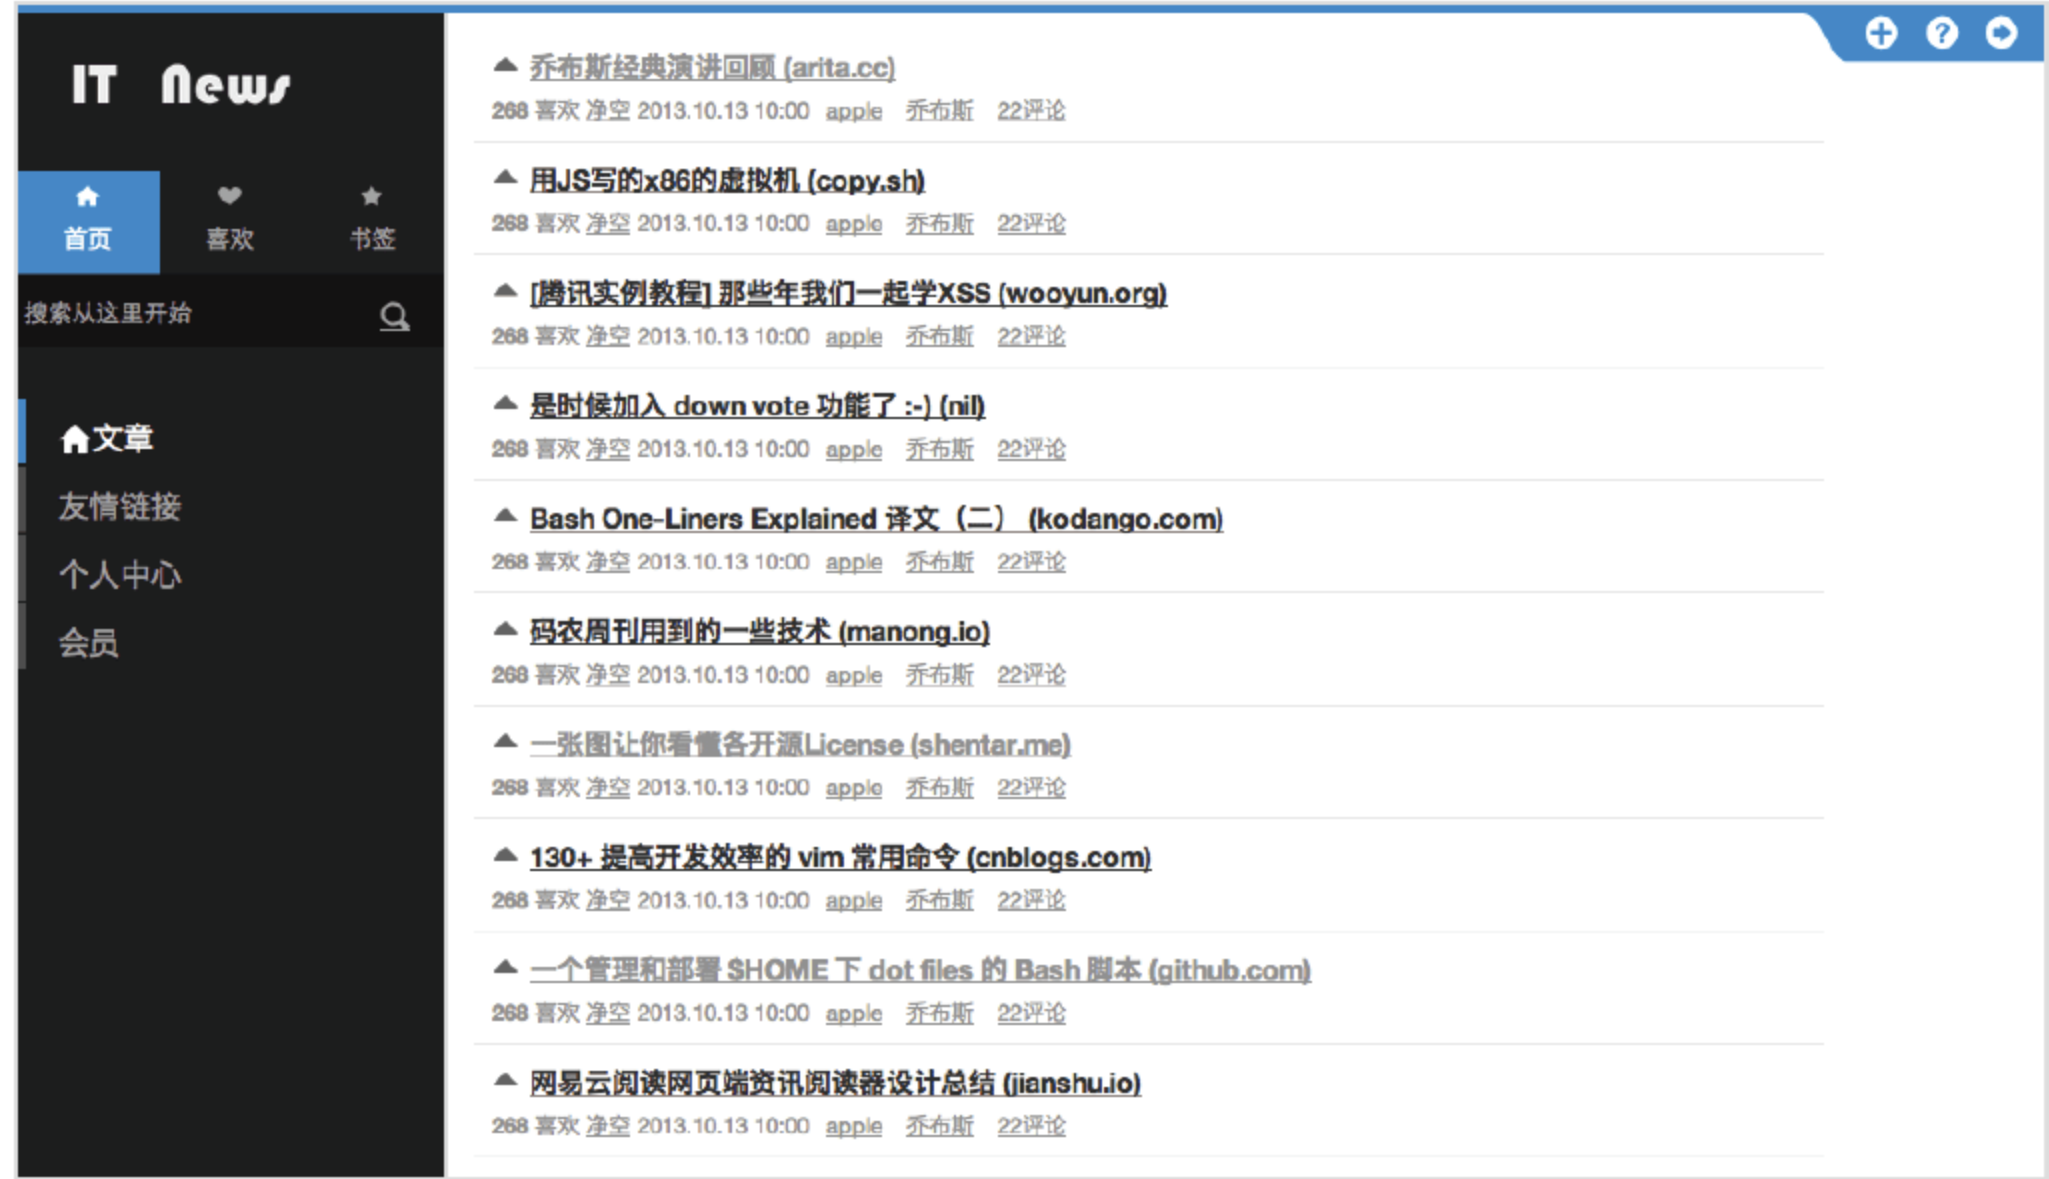 IT News
首页 喜欢 书签
搜索从这里开始
文章
友情链接
个人中心
会员
乔布斯经典演讲回顾 (arita.cc)
268 喜欢 净空 2013.10.13 10:00 apple 乔布斯 22评论
用JS写的x86的虚拟机 (copy.sh)
268 喜欢 净空 2013.10.13 10:00 apple 乔布斯 22评论
[腾讯实例教程] 那些年我们一起学XSS (wooyun.org)
268 喜欢 净空 2013.10.13 10:00 apple 乔布斯 22评论
是时候加入 down vote 功能了 :-) (nil)
268 喜欢 净空 2013.10.13 10:00 apple 乔布斯 22评论
Bash One-Liners Explained 译文（二） (kodango.com)
268 喜欢 净空 2013.10.13 10:00 apple 乔布斯 22评论
码农周刊用到的一些技术 (manong.io)
268 喜欢 净空 2013.10.13 10:00 apple 乔布斯 22评论
一张图让你看懂各开源License (shentar.me)
268 喜欢 净空 2013.10.13 10:00 apple 乔布斯 22评论
130+ 提高开发效率的 vim 常用命令 (cnblogs.com)
268 喜欢 净空 2013.10.13 10:00 apple 乔布斯 22评论
一个管理和部署 $HOME 下 dot files 的 Bash 脚本 (github.com)
268 喜欢 净空 2013.10.13 10:00 apple 乔布斯 22评论
网易云阅读网页端资讯阅读器设计总结 (jianshu.io)
268 喜欢 净空 2013.10.13 10:00 apple 乔布斯 22评论